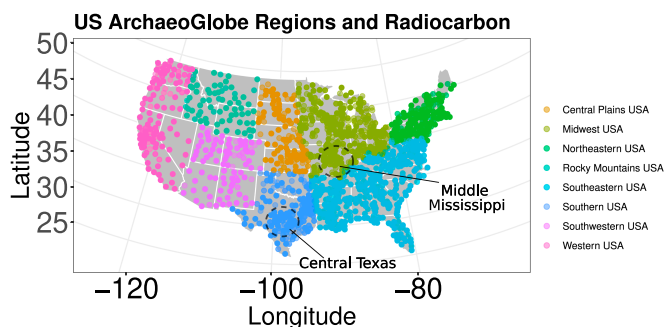 US ArchaeoGlobe Regions and Radiocarbon
50
45
40
35
30
25
Latitude
Middle
Mississippi
Central Texas
−120
−100
−80
Longitude
Central Plains USA
Midwest USA
Northeastern USA
Rocky Mountains USA
Southeastern USA
Southern USA
Southwestern USA
Western USA